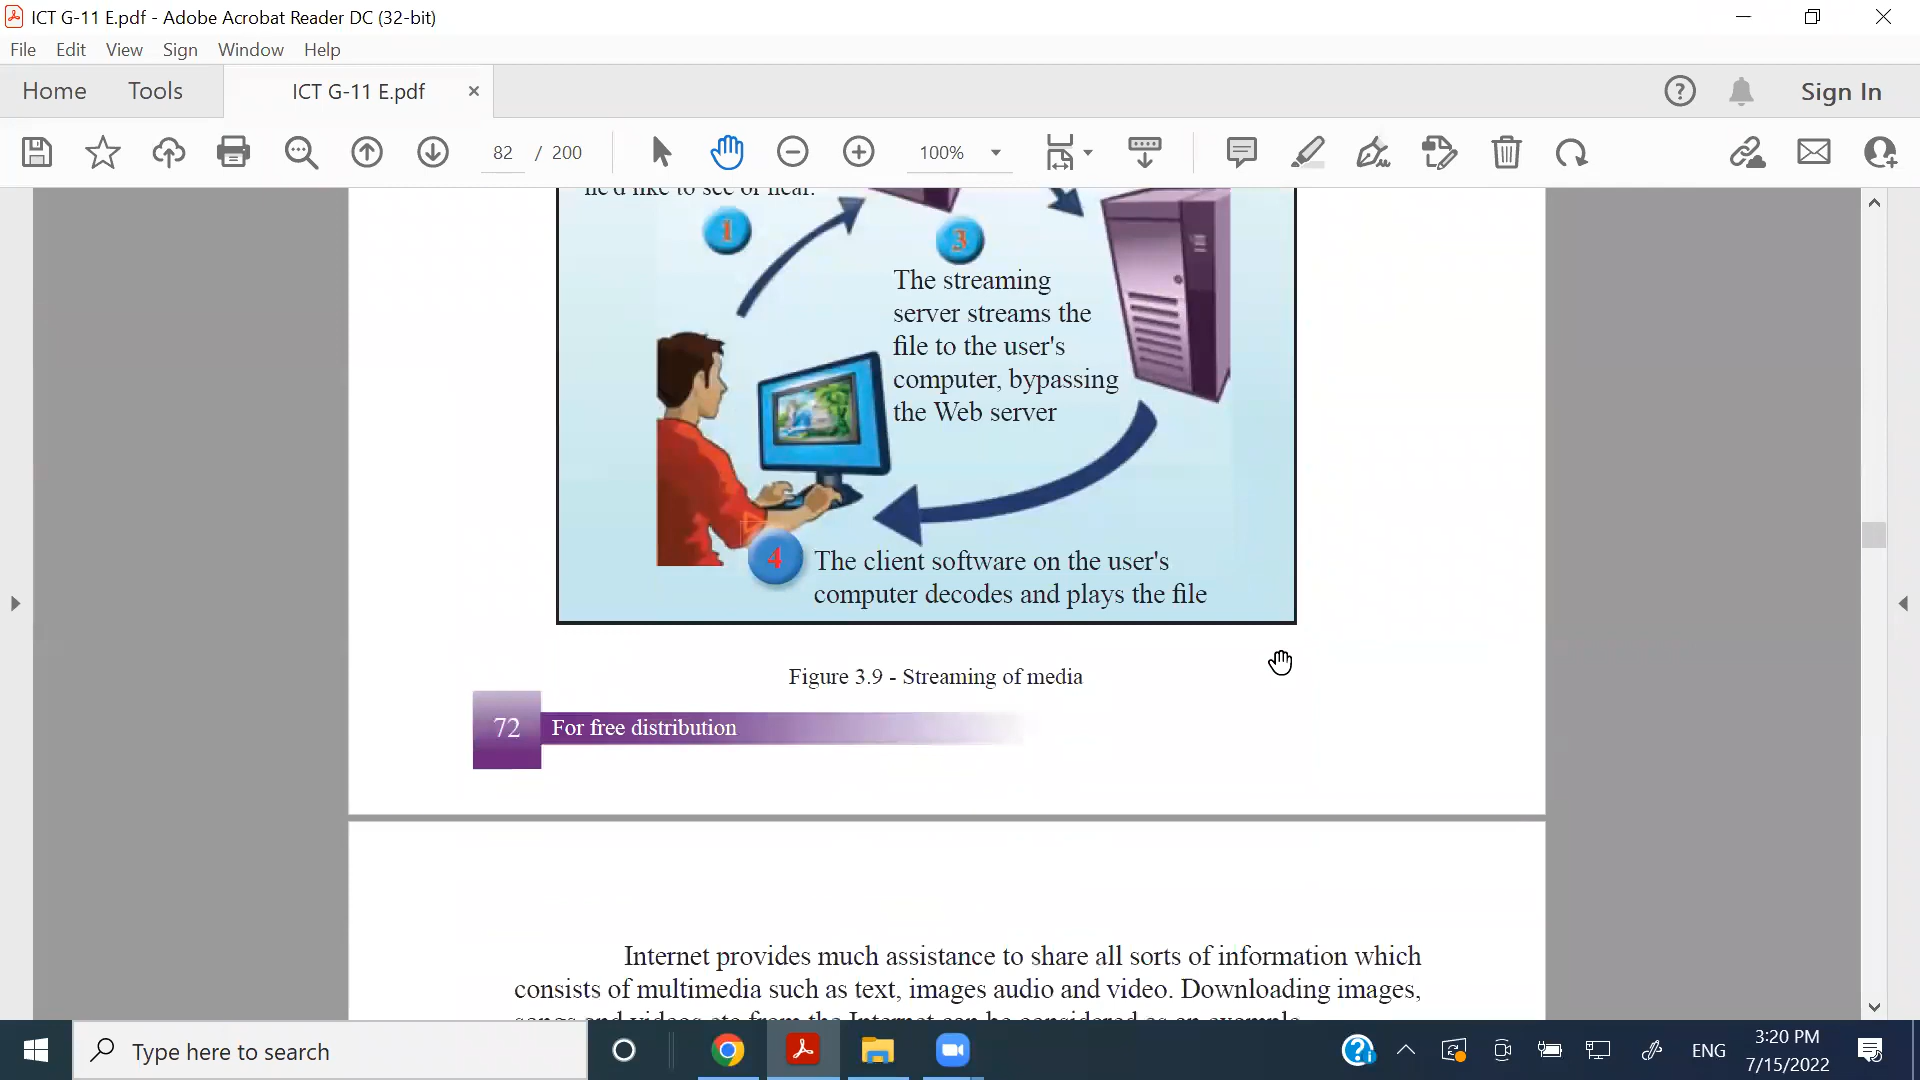 ICT G-11 E.pdf - Adobe Acrobat Reader DC (32-bit)
File Edit View Sign Window Help
Home Tools ICT G-11 E.pdf × Sign In
82 / 200 100%
he'd like to see or hear.
1
3
The streaming
server streams the
file to the user's
computer, bypassing
the Web server
4
The client software on the user's
computer decodes and plays the file
Figure 3.9 - Streaming of media
72 For free distribution
Internet provides much assistance to share all sorts of information which
consists of multimedia such as text, images audio and video. Downloading images,
songs and videos etc from the Internet can be considered as an example.
Type here to search
ENG
3:20 PM
7/15/2022